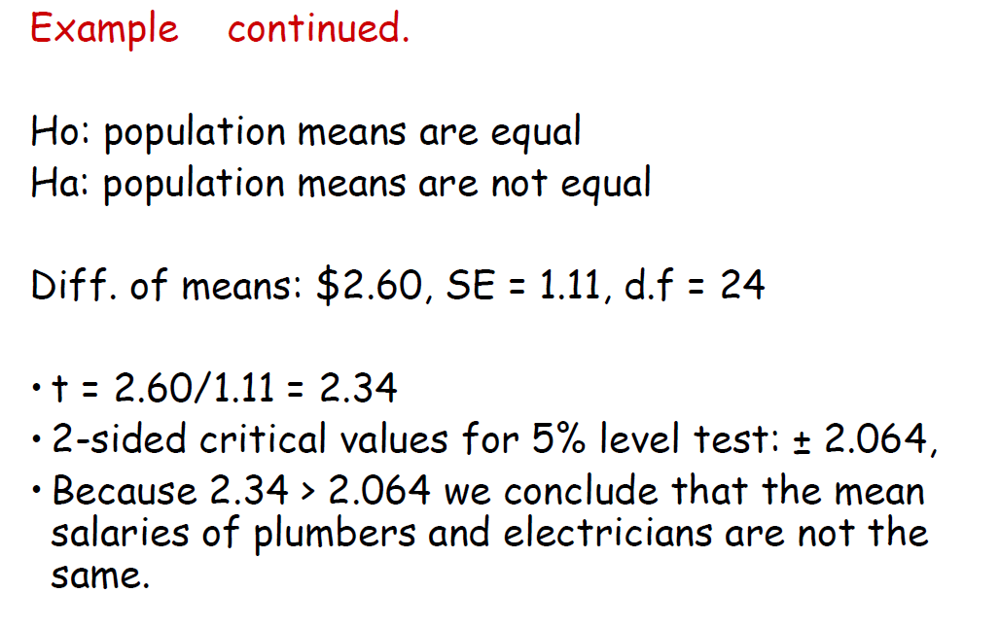 Example continued.
Ho: population means are equal
Ha: population means are not equal
Diff. of means: $2.60, SE = 1.11, d.f = 24
• t = 2.60/1.11 = 2.34
• 2-sided critical values for 5% level test: ± 2.064,
• Because 2.34 > 2.064 we conclude that the mean
salaries of plumbers and electricians are not the
same.